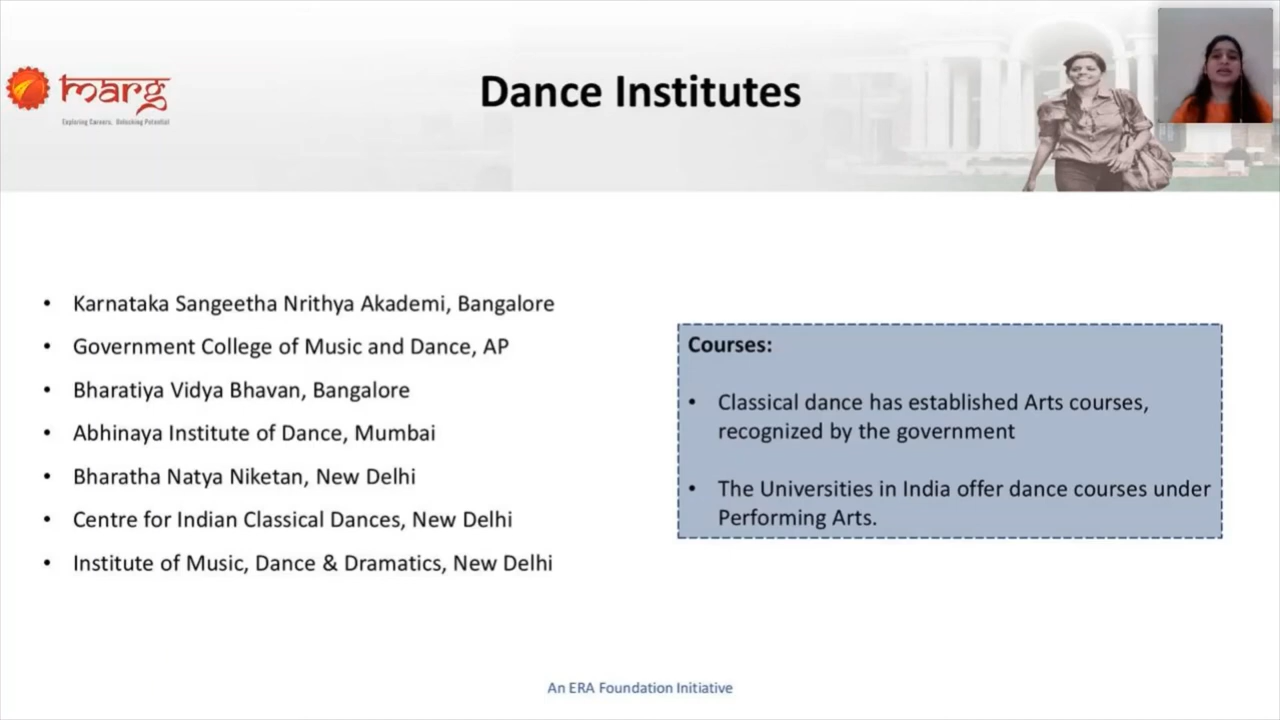 marg
Exploring Careers, Unlocking Potential
Dance Institutes
• Karnataka Sangeetha Nrithya Akademi, Bangalore
• Government College of Music and Dance, AP
• Bharatiya Vidya Bhavan, Bangalore
• Abhinaya Institute of Dance, Mumbai
• Bharatha Natya Niketan, New Delhi
• Centre for Indian Classical Dances, New Delhi
• Institute of Music, Dance & Dramatics, New Delhi
Courses:
• Classical dance has established Arts courses,
recognized by the government
• The Universities in India offer dance courses under
Performing Arts.
An ERA Foundation Initiative